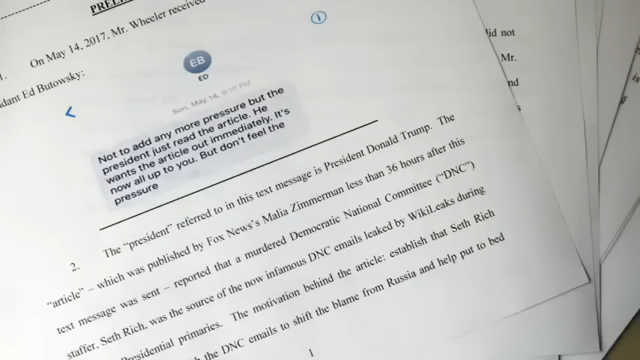 PRELI
1. On May 14, 2017, Mr. Wheeler received
dant Ed Butowsky:
EB
ED
Sun, May 14, 9:10 PM
Not to add any more pressure but the
president just read the article. He
wants the article out immediately. It's
now all up to you. But don't feel the
pressure
did not
Mr.
nd
2. The “president” referred to in this text message is President Donald Trump. The
“article” – which was published by Fox News's Malia Zimmerman less than 36 hours after this
text message was sent – reported that a murdered Democratic National Committee (“DNC”)
staffer, Seth Rich, was the source of the now infamous DNC emails leaked by WikiLeaks during
Presidential primaries. The motivation behind the article: establish that Seth Rich
the DNC emails to shift the blame from Russia and help put to bed
1